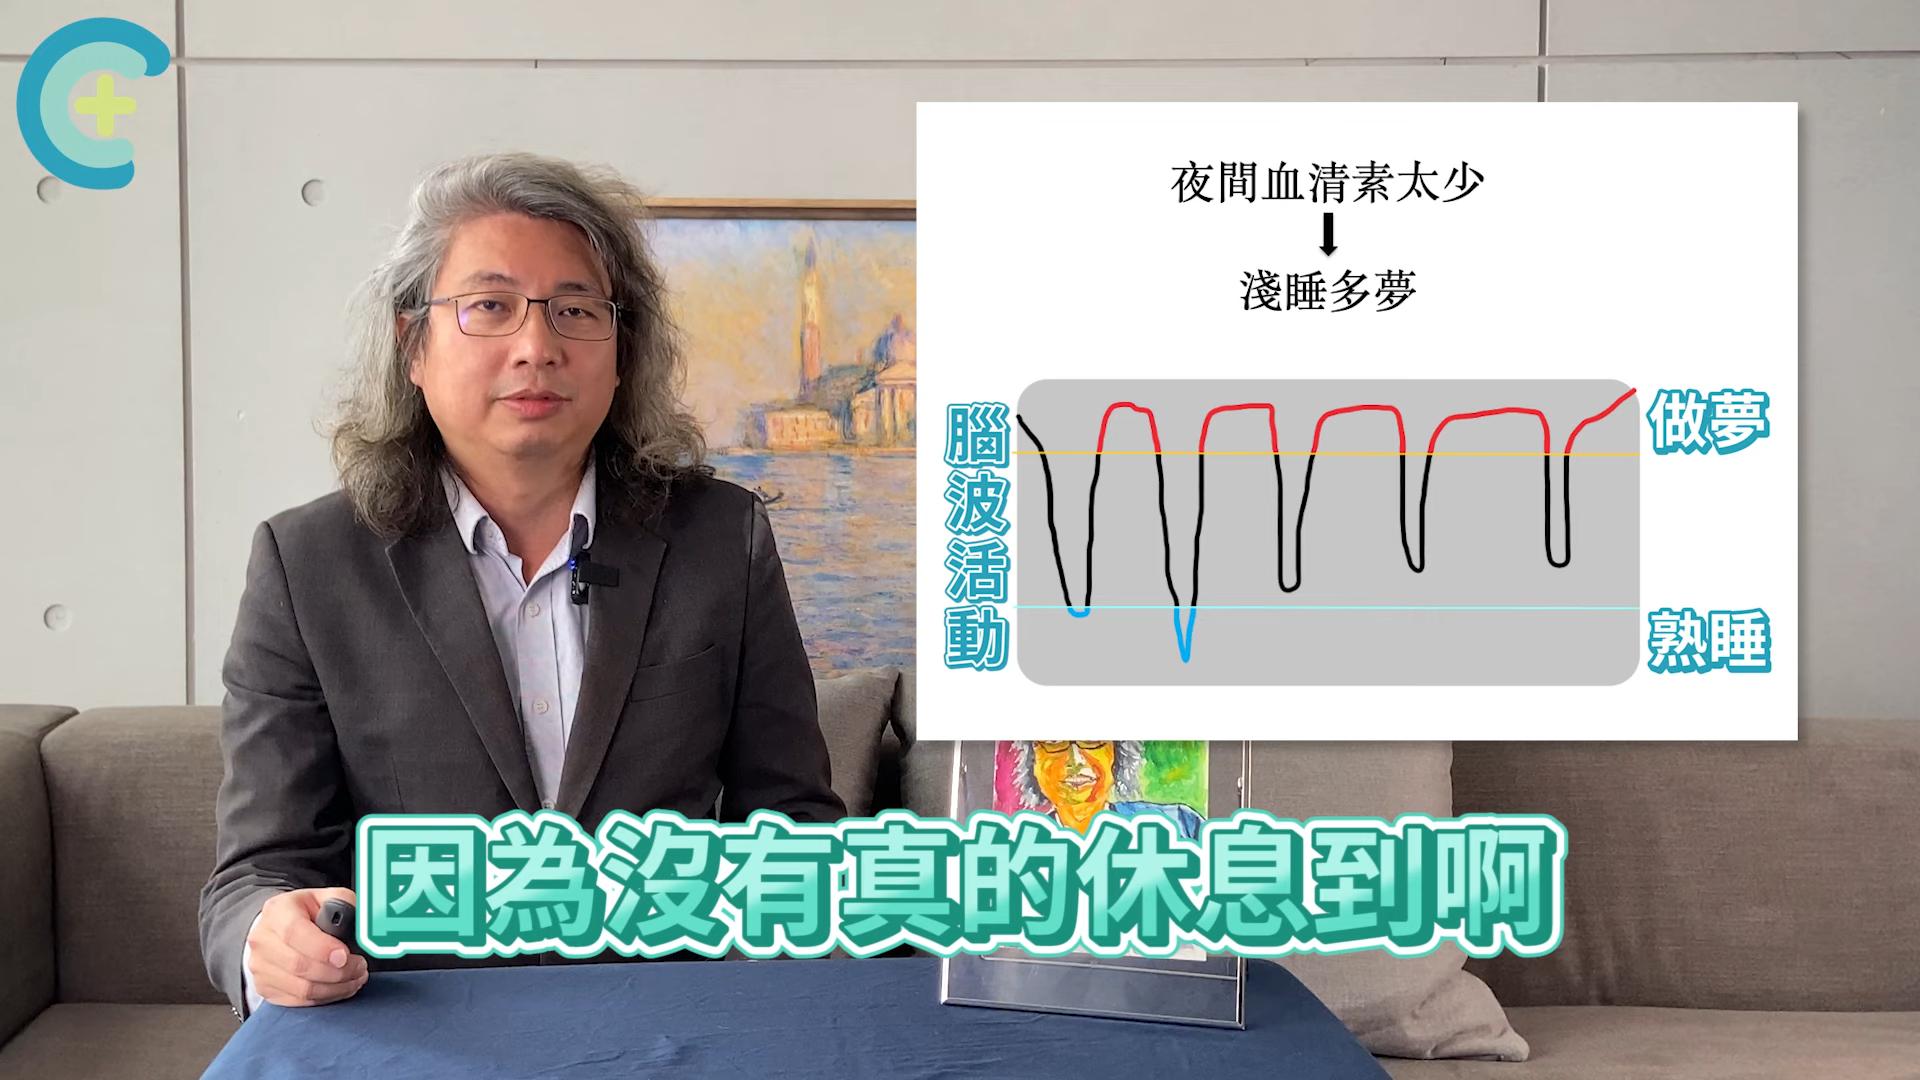 夜間血清素太少
淺睡多夢
腦波活動
做夢
熟睡
因為沒有真的休息到啊